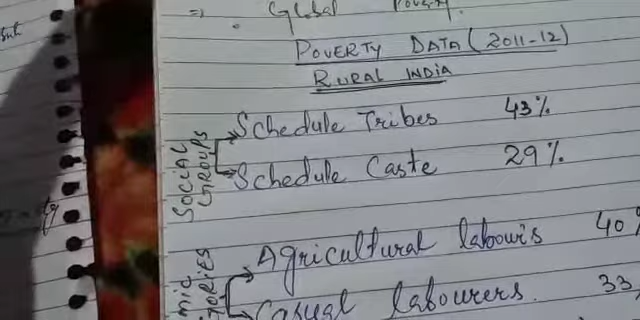 ⇒ Global Poverty.
POVERTY DATA (2011-12)
RURAL INDIA
SOCIAL GROUPS
Schedule Tribes 43%
Schedule Caste 29%
Agricultural labouris 40%
Casual labourers. 33